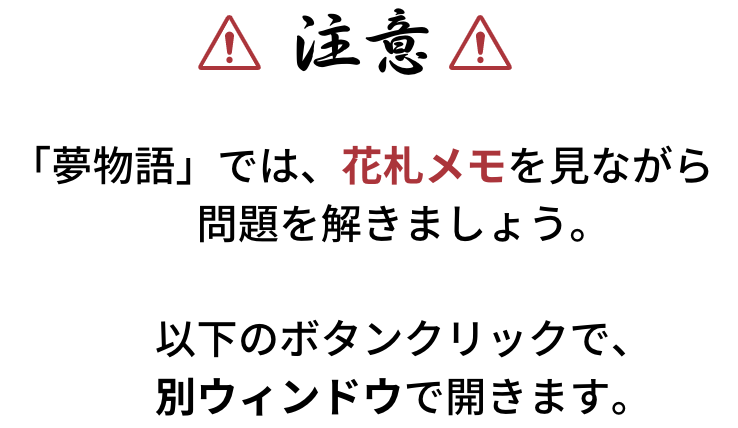 注意
「夢物語」では、花札メモを見ながら
問題を解きましょう。
以下のボタンクリックで、
別ウィンドウで開きます。